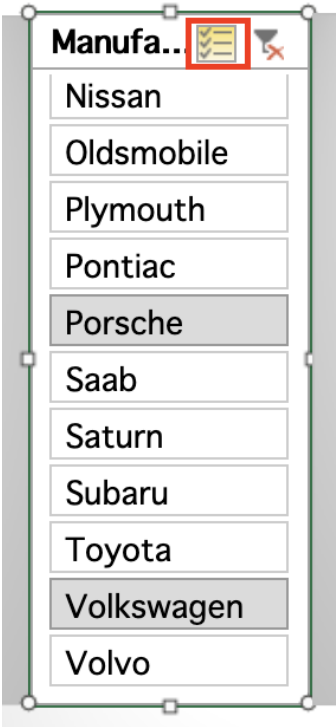 Manufa...
Nissan
Oldsmobile
Plymouth
Pontiac
Porsche
Saab
Saturn
Subaru
Toyota
Volkswagen
Volvo